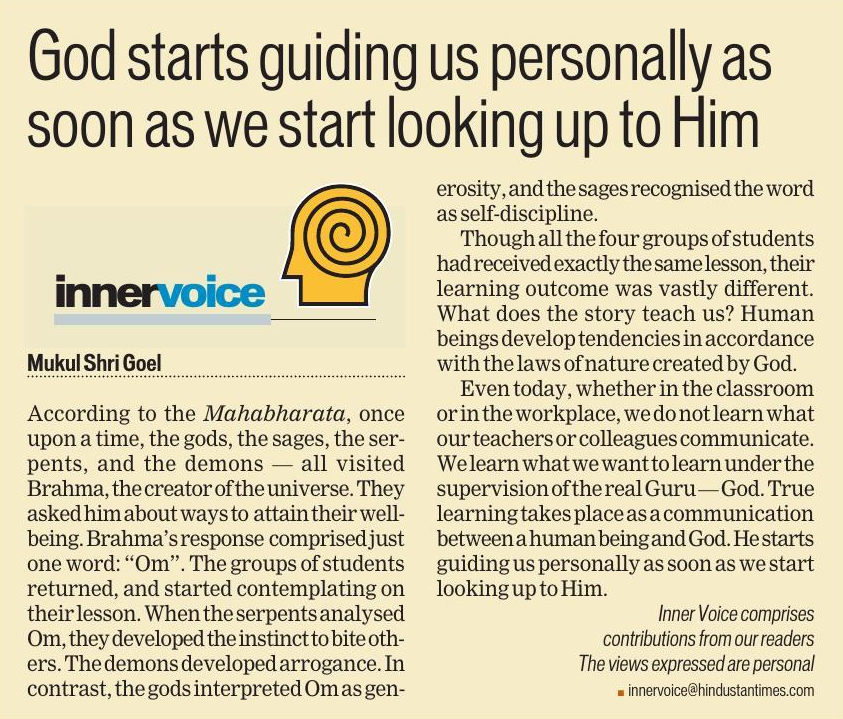 God starts guiding us personally as
soon as we start looking up to Him
innervoice
Mukul Shri Goel
According to the Mahabharata, once
upon a time, the gods, the sages, the ser-
pents, and the demons — all visited
Brahma, the creator of the universe. They
asked him about ways to attain their well-
being. Brahma's response comprised just
one word: “Om”. The groups of students
returned, and started contemplating on
their lesson. When the serpents analysed
Om, they developed the instinct to bite oth-
ers. The demons developed arrogance. In
contrast, the gods interpreted Om as gen-
erosity, and the sages recognised the word
as self-discipline.
Though all the four groups of students
had received exactly the same lesson, their
learning outcome was vastly different.
What does the story teach us? Human
beings develop tendencies in accordance
with the laws of nature created by God.
Even today, whether in the classroom
or in the workplace, we do not learn what
our teachers or colleagues communicate.
We learn what we want to learn under the
supervision of the real Guru — God. True
learning takes place as a communication
between a human being and God. He starts
guiding us personally as soon as we start
looking up to Him.
Inner Voice comprises
contributions from our readers
The views expressed are personal
■ innervoice@hindustantimes.com